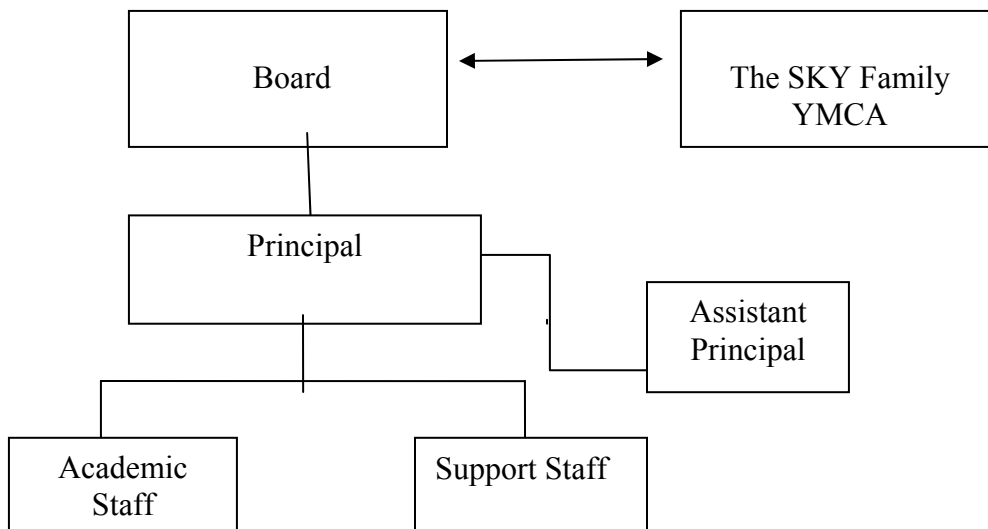 Board
The SKY Family
YMCA
Principal
Assistant
Principal
Academic
Staff
Support Staff